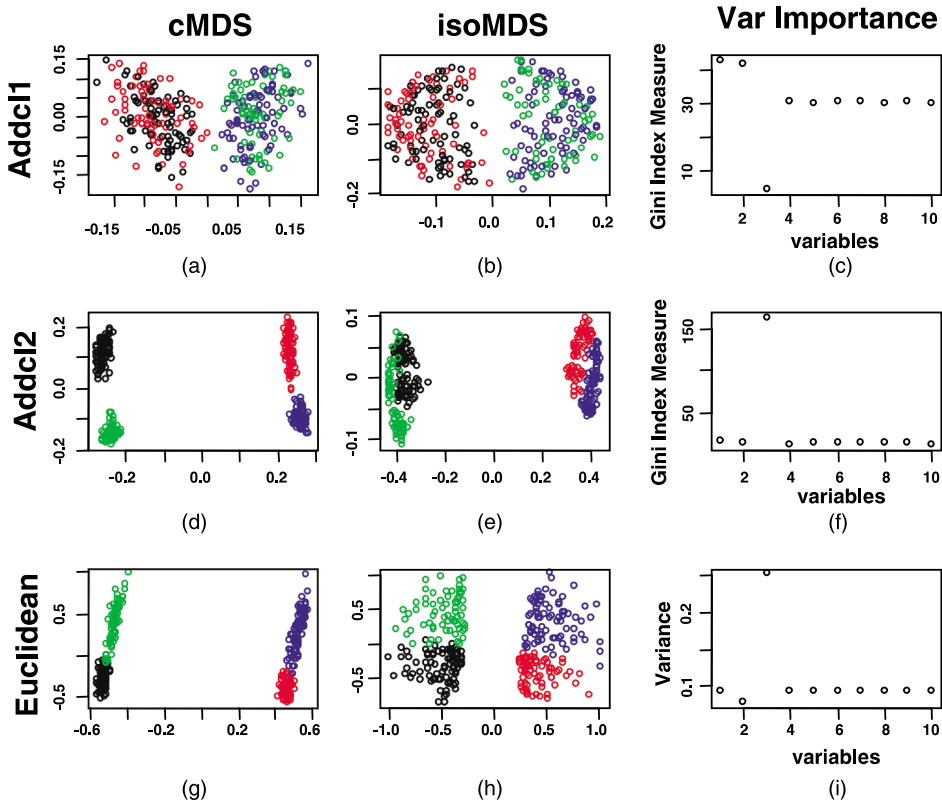 cMDS
isoMDS
Var Importance
Addcl1
0.15
0.00
-0.15
-0.15
-0.05
0.05
0.15
(a)
0.0
-0.2
-0.1
0.0
0.1
0.2
(b)
Gini Index Measure
30
10
2
4
6
8
10
variables
(c)
Addcl2
0.2
0.0
-0.2
-0.2
0.0
0.2
(d)
0.1
0
-0.1
-0.4
-0.2
0.0
0.2
0.4
(e)
Gini Index Measure
150
50
2
4
6
8
10
variables
(f)
Euclidean
0.5
-0.5
-0.6
-0.2
0.2
0.6
(g)
0.5
-0.5
-1.0
-0.5
0.0
0.5
1.0
(h)
Variance
0.2
0.1
2
4
6
8
10
variables
(i)